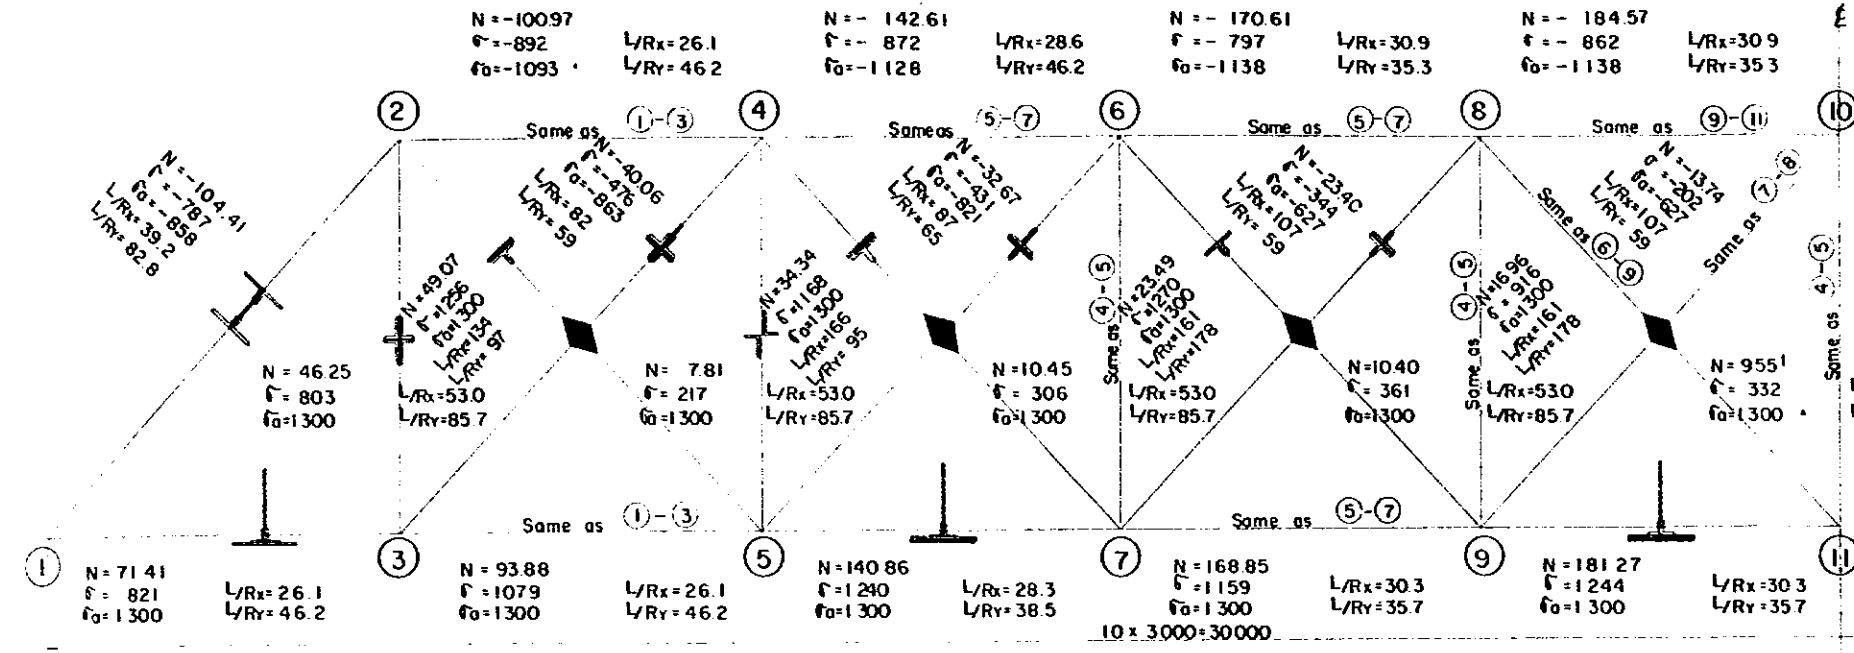 N=-100.97
σ=-892 L/Rx=26.1
σa=-1093 L/Ry=46.2
N=- 142.61
σ=- 872 L/Rx=28.6
σa=-1128 L/Ry=46.2
N=- 170.61
σ=- 797 L/Rx=30.9
σa=-1138 L/Ry=35.3
N=- 184.57
σ=- 862 L/Rx=30.9
σa=-1138 L/Ry=35.3
2
4
6
8
10
Same as 1-3
Same as 5-7
Same as 5-7
Same as 9-11
N=-104.41
σ=-787
σa=-858
L/Rx=39.2
L/Ry=82.8
N=-40.06
σ=-476
σa=-863
L/Rx=82
L/Ry=59
N=-32.67
σ=-431
σa=-821
L/Rx=87
L/Ry=65
N=-23.40
σ=-344
σa=-627
L/Rx=107
L/Ry=59
N=-13.74
σ=-202
σa=-627
L/Rx=107
L/Ry=59
Same as 7-8
Same as 6-9
N=49.07
σ=1256
σa=1300
L/Rx=134
L/Ry=97
N=34.34
σ=1168
σa=1300
L/Rx=166
L/Ry=95
N=23.49
σ=1270
σa=1300
L/Rx=161
L/Ry=178
N=16.96
σ=916
σa=1300
L/Rx=161
L/Ry=178
Same as 4-5
Same as 4-5
Same as 4-5
N=46.25
σ=803
σa=1300
L/Rx=53.0
L/Ry=85.7
N=7.81
σ=217
σa=1300
L/Rx=53.0
L/Ry=85.7
N=10.45
σ=306
σa=1300
L/Rx=53.0
L/Ry=85.7
N=10.40
σ=361
σa=1300
L/Rx=53.0
L/Ry=85.7
N=9.55
σ=332
σa=1300
Same as 1-3
Same as 5-7
1
3
5
7
9
11
N=71.41
σ=821 L/Rx=26.1
σa=1300 L/Ry=46.2
N=93.88
σ=1079 L/Rx=26.1
σa=1300 L/Ry=46.2
N=140.86
σ=1240 L/Rx=28.3
σa=1300 L/Ry=38.5
N=168.85
σ=1159 L/Rx=30.3
σa=1300 L/Ry=35.7
N=181.27
σ=1244 L/Rx=30.3
σa=1300 L/Ry=35.7
10 x 3000=30000